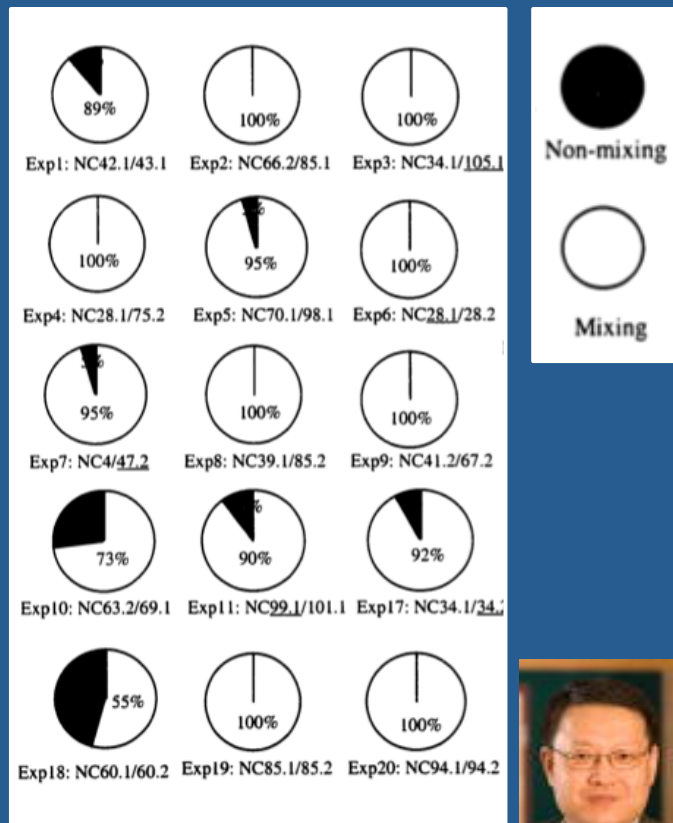 89% 100% 100%
Exp1: NC42.1/43.1 Exp2: NC66.2/85.1 Exp3: NC34.1/105.1
100% 95% 100%
Exp4: NC28.1/75.2 Exp5: NC70.1/98.1 Exp6: NC28.1/28.2
95% 100% 100%
Exp7: NC4/47.2 Exp8: NC39.1/85.2 Exp9: NC41.2/67.2
73% 90% 92%
Exp10: NC63.2/69.1 Exp11: NC99.1/101.1 Exp17: NC34.1/34.2
55% 100% 100%
Exp18: NC60.1/60.2 Exp19: NC85.1/85.2 Exp20: NC94.1/94.2
Non-mixing
Mixing